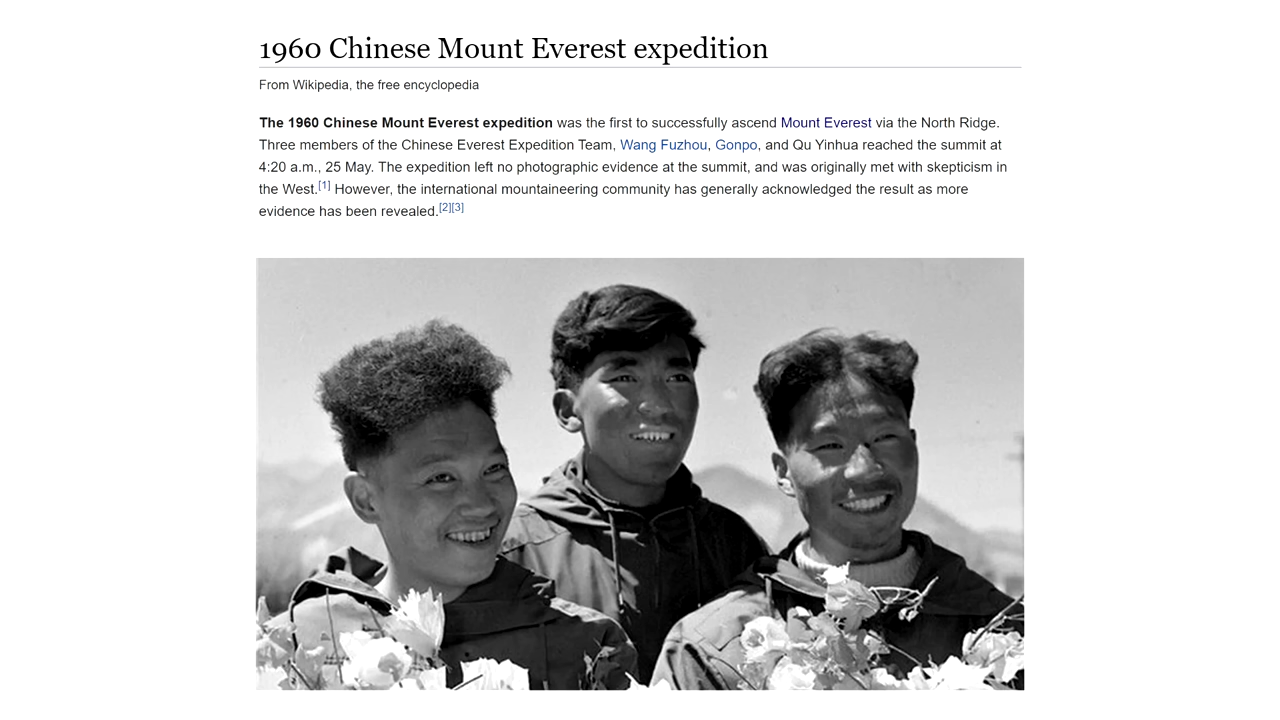 1960 Chinese Mount Everest expedition
From Wikipedia, the free encyclopedia
The 1960 Chinese Mount Everest expedition was the first to successfully ascend Mount Everest via the North Ridge.
Three members of the Chinese Everest Expedition Team, Wang Fuzhou, Gonpo, and Qu Yinhua reached the summit at
4:20 a.m., 25 May. The expedition left no photographic evidence at the summit, and was originally met with skepticism in
the West.[1] However, the international mountaineering community has generally acknowledged the result as more
evidence has been revealed.[2][3]